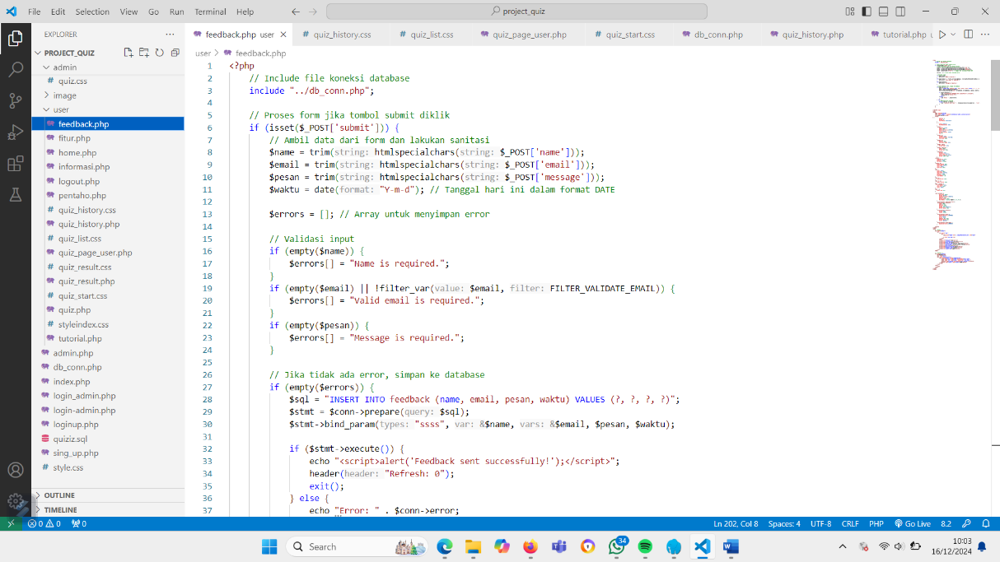 File Edit Selection View Go Run Terminal Help
project_quiz
EXPLORER
PROJECT_QUIZ
admin
# quiz.css
image
user
feedback.php
fitur.php
home.php
informasi.php
logout.php
pentaho.php
# quiz_history.css
quiz_history.php
# quiz_list.css
quiz_page_user.php
# quiz_result.css
quiz_result.php
# quiz_start.css
quiz.php
# styleindex.css
tutorial.php
admin.php
db_conn.php
index.php
login_admin.php
login-admin.php
loginup.php
quiziz.sql
sing_up.php
# style.css
OUTLINE
TIMELINE
feedback.php user
# quiz_history.css
# quiz_list.css
quiz_page_user.php
# quiz_start.css
db_conn.php
quiz_history.php
tutorial.php u
user > feedback.php
1 <?php
2 // Include file koneksi database
3 include "../db_conn.php";
4
5 // Proses form jika tombol submit diklik
6 if (isset($_POST['submit'])) {
7 // Ambil data dari form dan lakukan sanitasi
8 $name = trim(string: htmlspecialchars(string: $_POST['name']));
9 $email = trim(string: htmlspecialchars(string: $_POST['email']));
10 $pesan = trim(string: htmlspecialchars(string: $_POST['message']));
11 $waktu = date(format: "Y-m-d"); // Tanggal hari ini dalam format DATE
12
13 $errors = []; // Array untuk menyimpan error
14
15 // Validasi input
16 if (empty($name)) {
17 $errors[] = "Name is required.";
18 }
19 if (empty($email) || !filter_var(value: $email, filter: FILTER_VALIDATE_EMAIL)) {
20 $errors[] = "Valid email is required.";
21 }
22 if (empty($pesan)) {
23 $errors[] = "Message is required.";
24 }
25
26 // Jika tidak ada error, simpan ke database
27 if (empty($errors)) {
28 $sql = "INSERT INTO feedback (name, email, pesan, waktu) VALUES (?, ?, ?, ?)";
29 $stmt = $conn->prepare(query: $sql);
30 $stmt->bind_param(types: "ssss", var: &$name, vars: &$email, $pesan, $waktu);
31
32 if ($stmt->execute()) {
33 echo "<script>alert('Feedback sent successfully!');</script>";
34 header(header: "Refresh: 0");
35 exit();
36 } else {
37 echo "Error: " . $conn->error;
0 0 0
Ln 202, Col 8 Spaces: 4 UTF-8 CRLF PHP Go Live 8.2
Search
34
10:03
16/12/2024